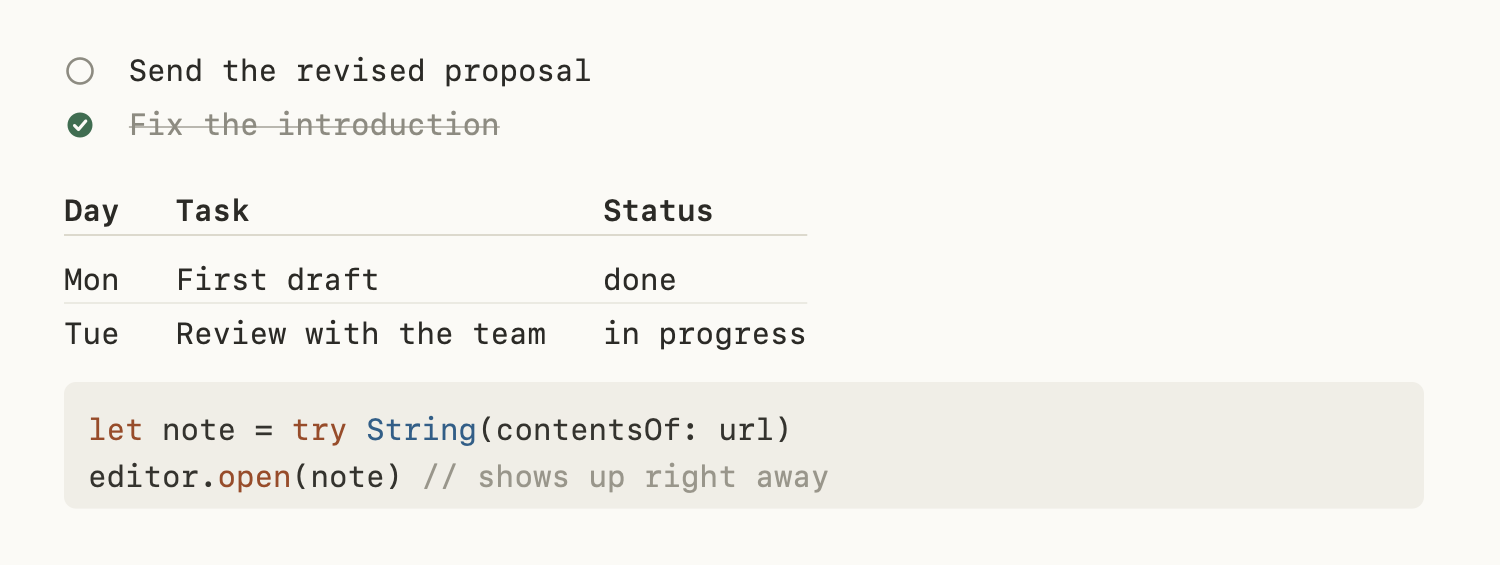 Send the revised proposal
Fix the introduction
Day Task Status
Mon First draft done
Tue Review with the team in progress
let note = try String(contentsOf: url)
editor.open(note) // shows up right away